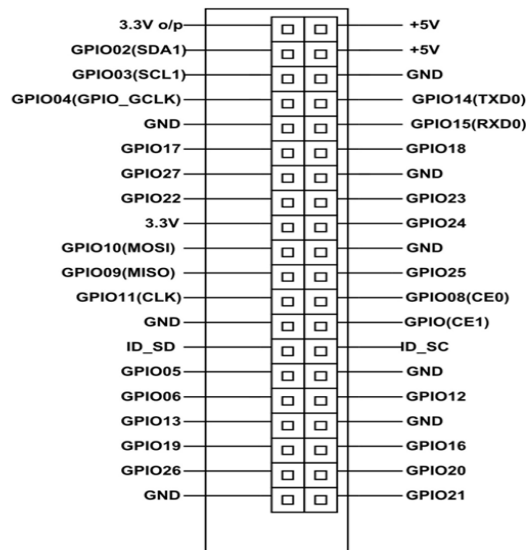 3.3V o/p +5V
GPIO02(SDA1) +5V
GPIO03(SCL1) GND
GPIO04(GPIO_GCLK) GPIO14(TXD0)
GND GPIO15(RXD0)
GPIO17 GPIO18
GPIO27 GND
GPIO22 GPIO23
3.3V GPIO24
GPIO10(MOSI) GND
GPIO09(MISO) GPIO25
GPIO11(CLK) GPIO08(CE0)
GND GPIO(CE1)
ID_SD ID_SC
GPIO05 GND
GPIO06 GPIO12
GPIO13 GND
GPIO19 GPIO16
GPIO26 GPIO20
GND GPIO21